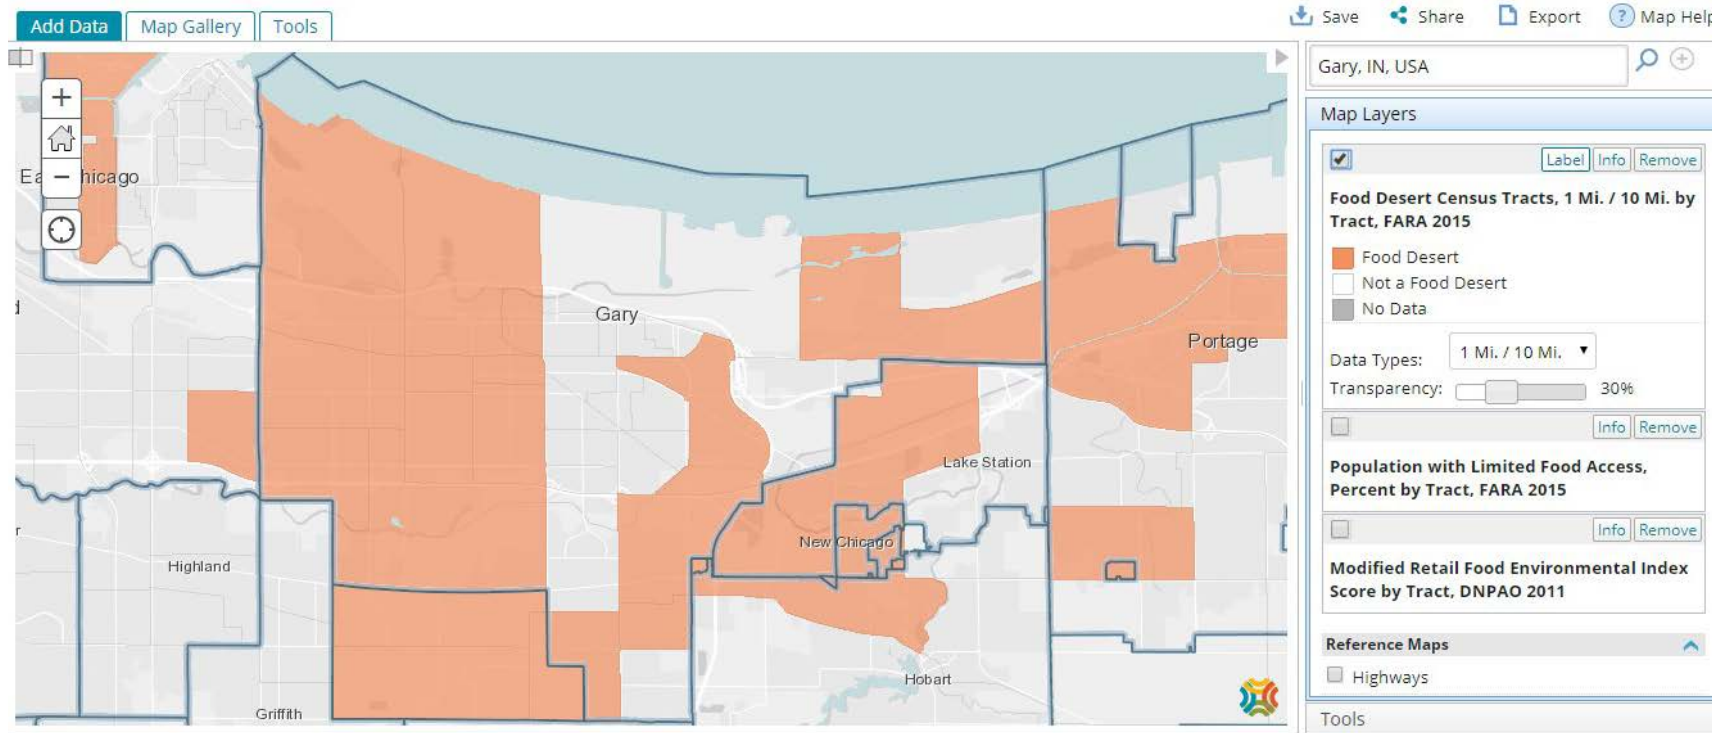 Add Data
Map Gallery
Tools
Save
Share
Export
? Map Help
Gary, IN, USA
Map Layers
Label
Info
Remove
Food Desert Census Tracts, 1 Mi. / 10 Mi. by
Tract, FARA 2015
Food Desert
Not a Food Desert
No Data
Data Types:
1 Mi. / 10 Mi.
Transparency:
30%
Info
Remove
Population with Limited Food Access,
Percent by Tract, FARA 2015
Info
Remove
Modified Retail Food Environmental Index
Score by Tract, DNPAO 2011
Reference Maps
Highways
Tools
+
−
Gary
Portage
Lake Station
New Chicago
Highland
Hobart
Griffith